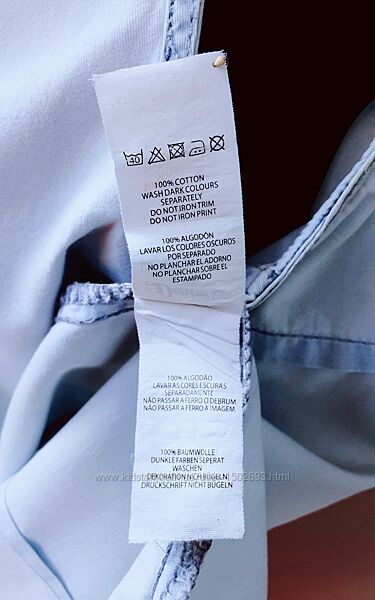 40
100% COTTON
WASH DARK COLOURS
SEPARATELY
DO NOT IRON TRIM
DO NOT IRON PRINT
100% ALGODÓN
LAVAR LOS COLORES OSCUROS
POR SEPARADO
NO PLANCHAR EL ADORNO
NO PLANCHAR SOBRE EL
ESTAMPADO
100% ALGODÃO
LAVAR AS CORES ESCURAS
SEPARADAMENTE
NÃO PASSAR A FERRO O DEBRUM
NÃO PASSAR A FERRO A IMAGEM
100% BAUMWOLLE
DUNKLE FARBEN SEPERAT
WASCHEN
DEKORATION NICHT BÜGELN
DRUCKSCHRIFT NICHT BÜGELN